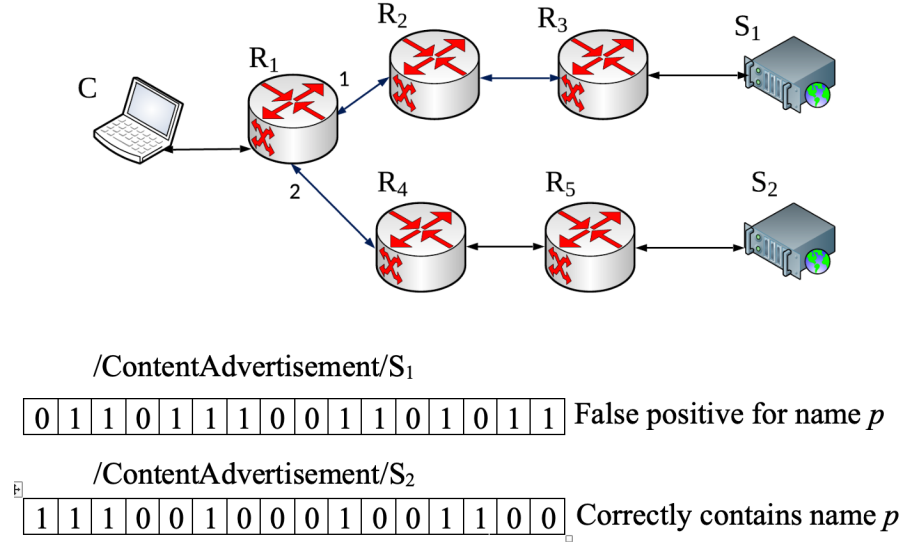 C
R1
1
R2
R3
S1
2
R4
R5
S2
/ContentAdvertisement/S1
0 1 1 0 1 1 1 0 0 1 1 0 1 0 1 1 False positive for name p
/ContentAdvertisement/S2
1 1 1 0 0 1 0 0 0 1 0 0 1 1 0 0 Correctly contains name p